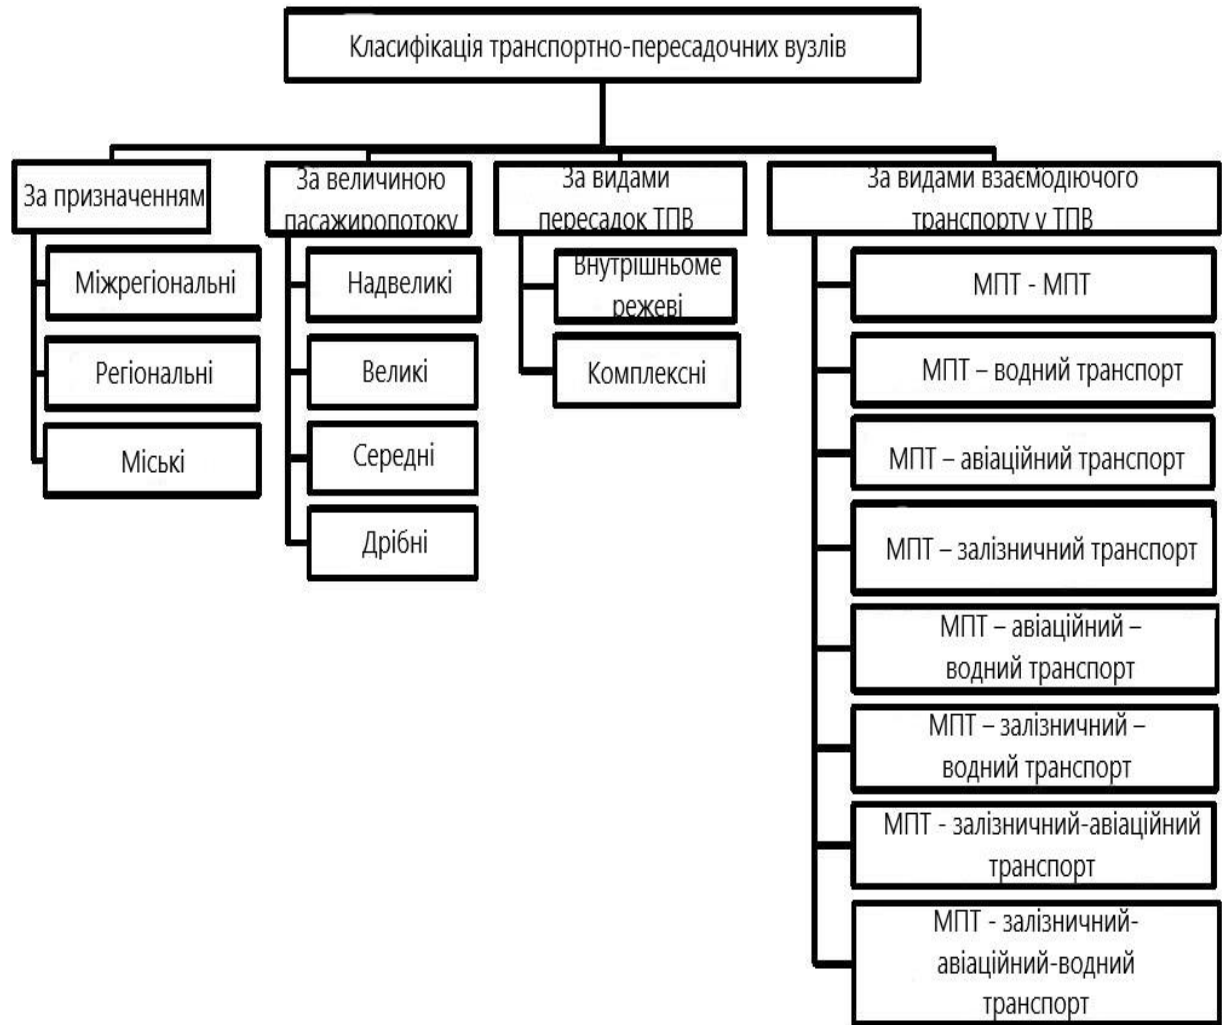 Класифікація транспортно-пересадочних вузлів
За призначенням
Міжрегіональні
Регіональні
Міські
За величиною
пасажиропотоку
Надвеликі
Великі
Середні
Дрібні
За видами
пересадок ТПВ
Внутрішньоме
режеві
Комплексні
За видами взаємодіючого
транспорту у ТПВ
МПТ - МПТ
МПТ – водний транспорт
МПТ – авіаційний транспорт
МПТ – залізничний транспорт
МПТ – авіаційний –
водний транспорт
МПТ – залізничний –
водний транспорт
МПТ - залізничний-авіаційний
транспорт
МПТ - залізничний-
авіаційний-водний
транспорт